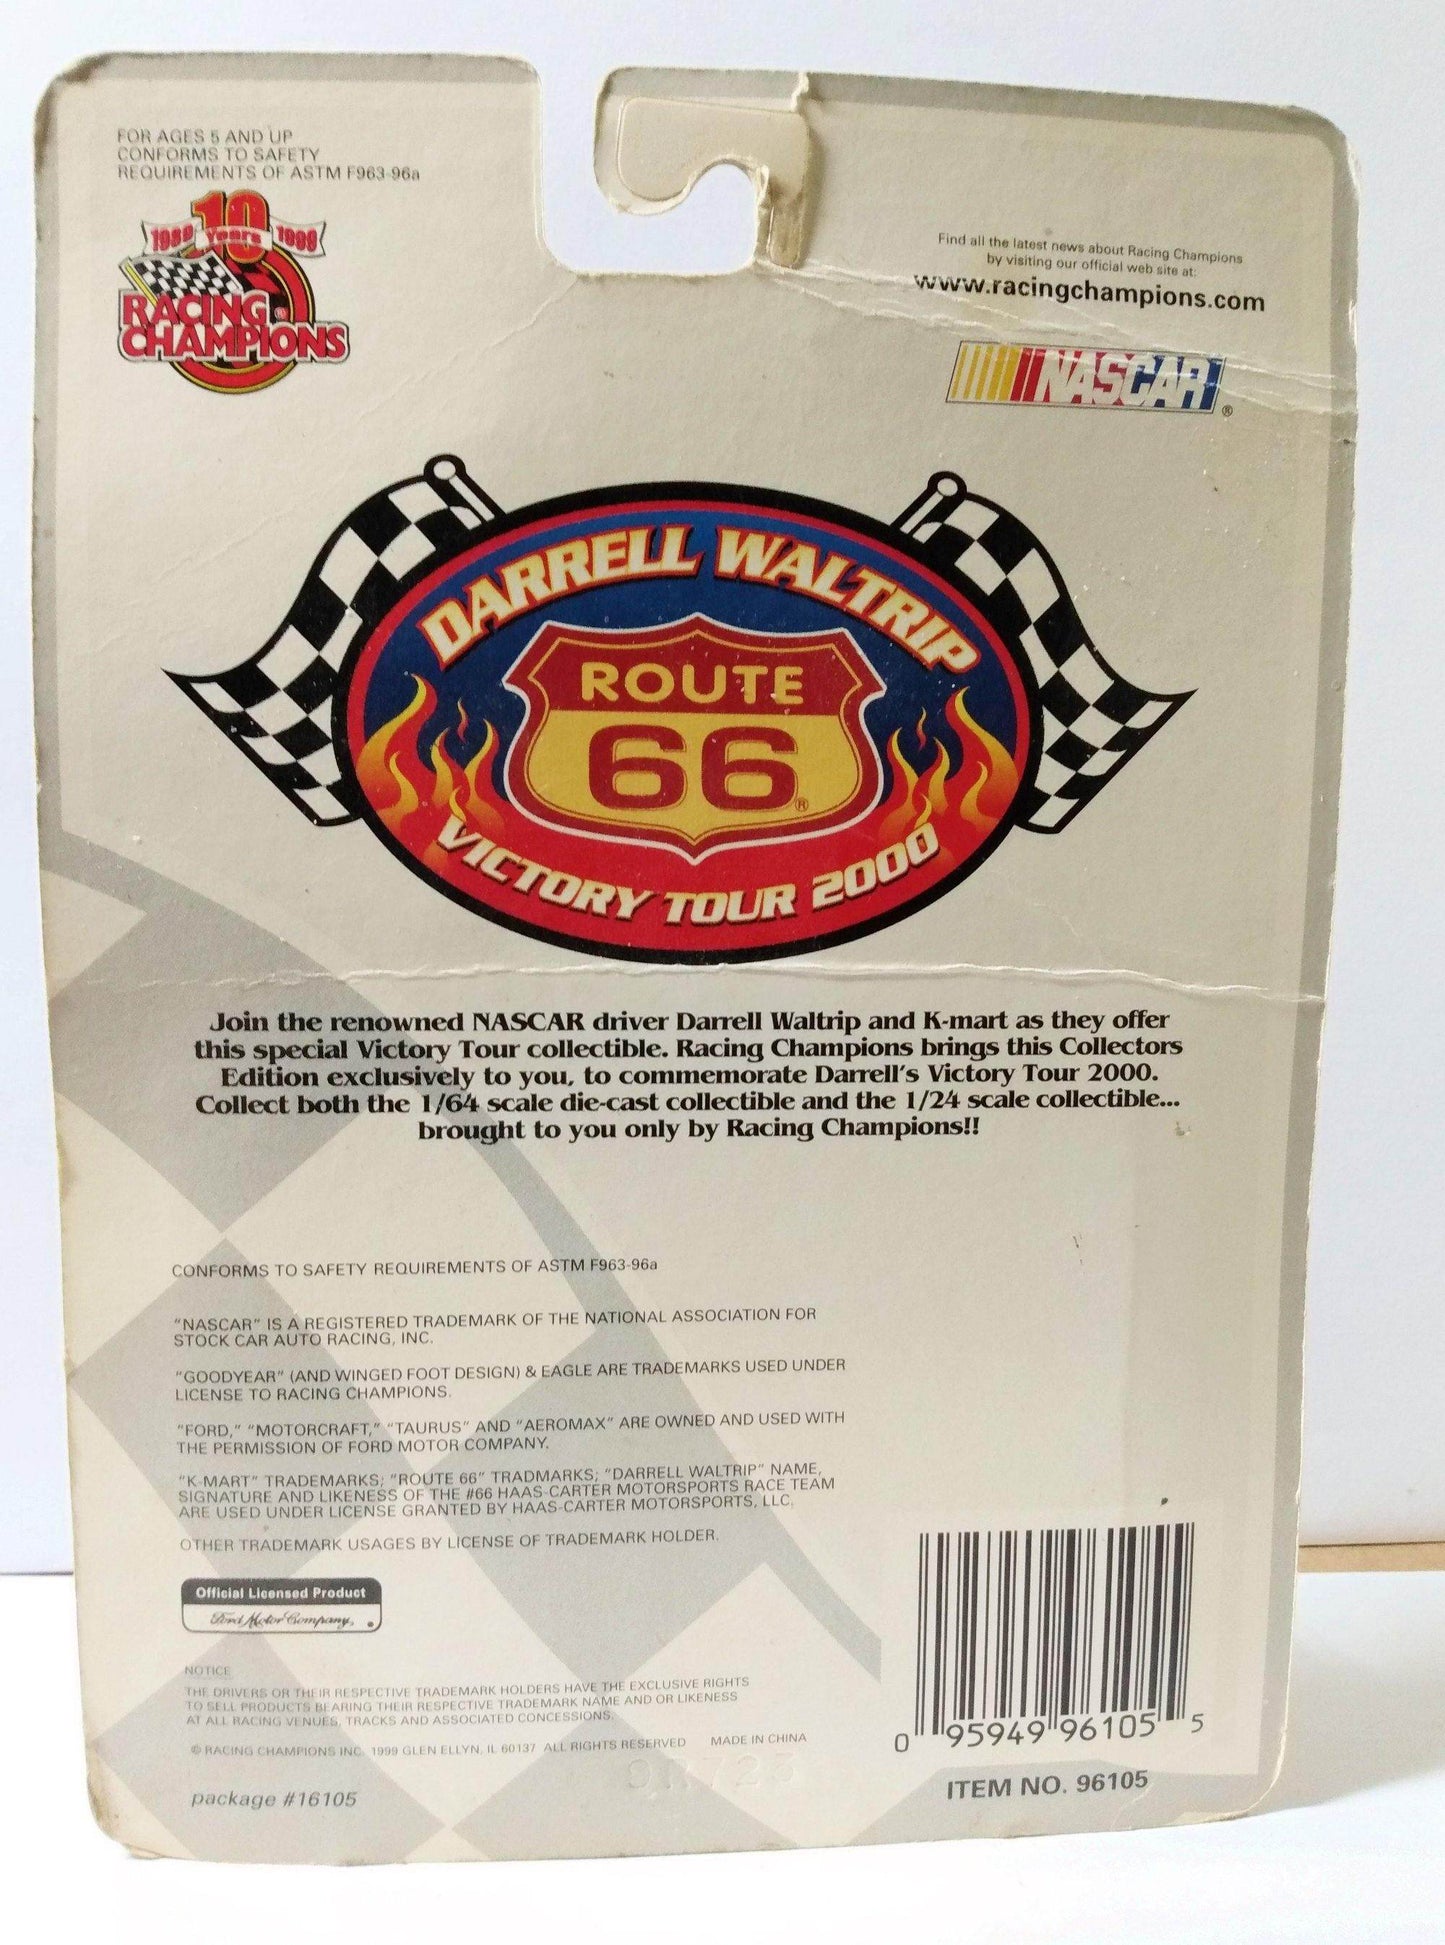 FOR AGES 5 AND UP
CONFORMS TO SAFETY
REQUIREMENTS OF ASTM F963-96a
10
1989 Years 1999
RACING®
CHAMPIONS
Find all the latest news about Racing Champions
by visiting our official web site at:
www.racingchampions.com
NASCAR®
DARRELL WALTRIP
ROUTE
66®
VICTORY TOUR 2000
Join the renowned NASCAR driver Darrell Waltrip and K-mart as they offer
this special Victory Tour collectible. Racing Champions brings this Collectors
Edition exclusively to you, to commemorate Darrell's Victory Tour 2000.
Collect both the 1/64 scale die-cast collectible and the 1/24 scale collectible...
brought to you only by Racing Champions!!
CONFORMS TO SAFETY REQUIREMENTS OF ASTM F963-96a
"NASCAR" IS A REGISTERED TRADEMARK OF THE NATIONAL ASSOCIATION FOR
STOCK CAR AUTO RACING, INC.
"GOODYEAR" (AND WINGED FOOT DESIGN) & EAGLE ARE TRADEMARKS USED UNDER
LICENSE TO RACING CHAMPIONS.
"FORD," "MOTORCRAFT," "TAURUS" AND "AEROMAX" ARE OWNED AND USED WITH
THE PERMISSION OF FORD MOTOR COMPANY.
"K-MART" TRADEMARKS; "ROUTE 66" TRADMARKS; "DARRELL WALTRIP" NAME,
SIGNATURE AND LIKENESS OF THE #66 HAAS-CARTER MOTORSPORTS RACE TEAM
ARE USED UNDER LICENSE GRANTED BY HAAS-CARTER MOTORSPORTS, LLC.
OTHER TRADEMARK USAGES BY LICENSE OF TRADEMARK HOLDER.
Official Licensed Product
Ford Motor Company,
NOTICE
THE DRIVERS OR THEIR RESPECTIVE TRADEMARK HOLDERS HAVE THE EXCLUSIVE RIGHTS
TO SELL PRODUCTS BEARING THEIR RESPECTIVE TRADEMARK NAME AND OR LIKENESS
AT ALL RACING VENUES, TRACKS AND ASSOCIATED CONCESSIONS.
© RACING CHAMPIONS INC. 1999 GLEN ELLYN, IL 60137 ALL RIGHTS RESERVED MADE IN CHINA
package #16105
0 95949 96105 5
ITEM NO. 96105